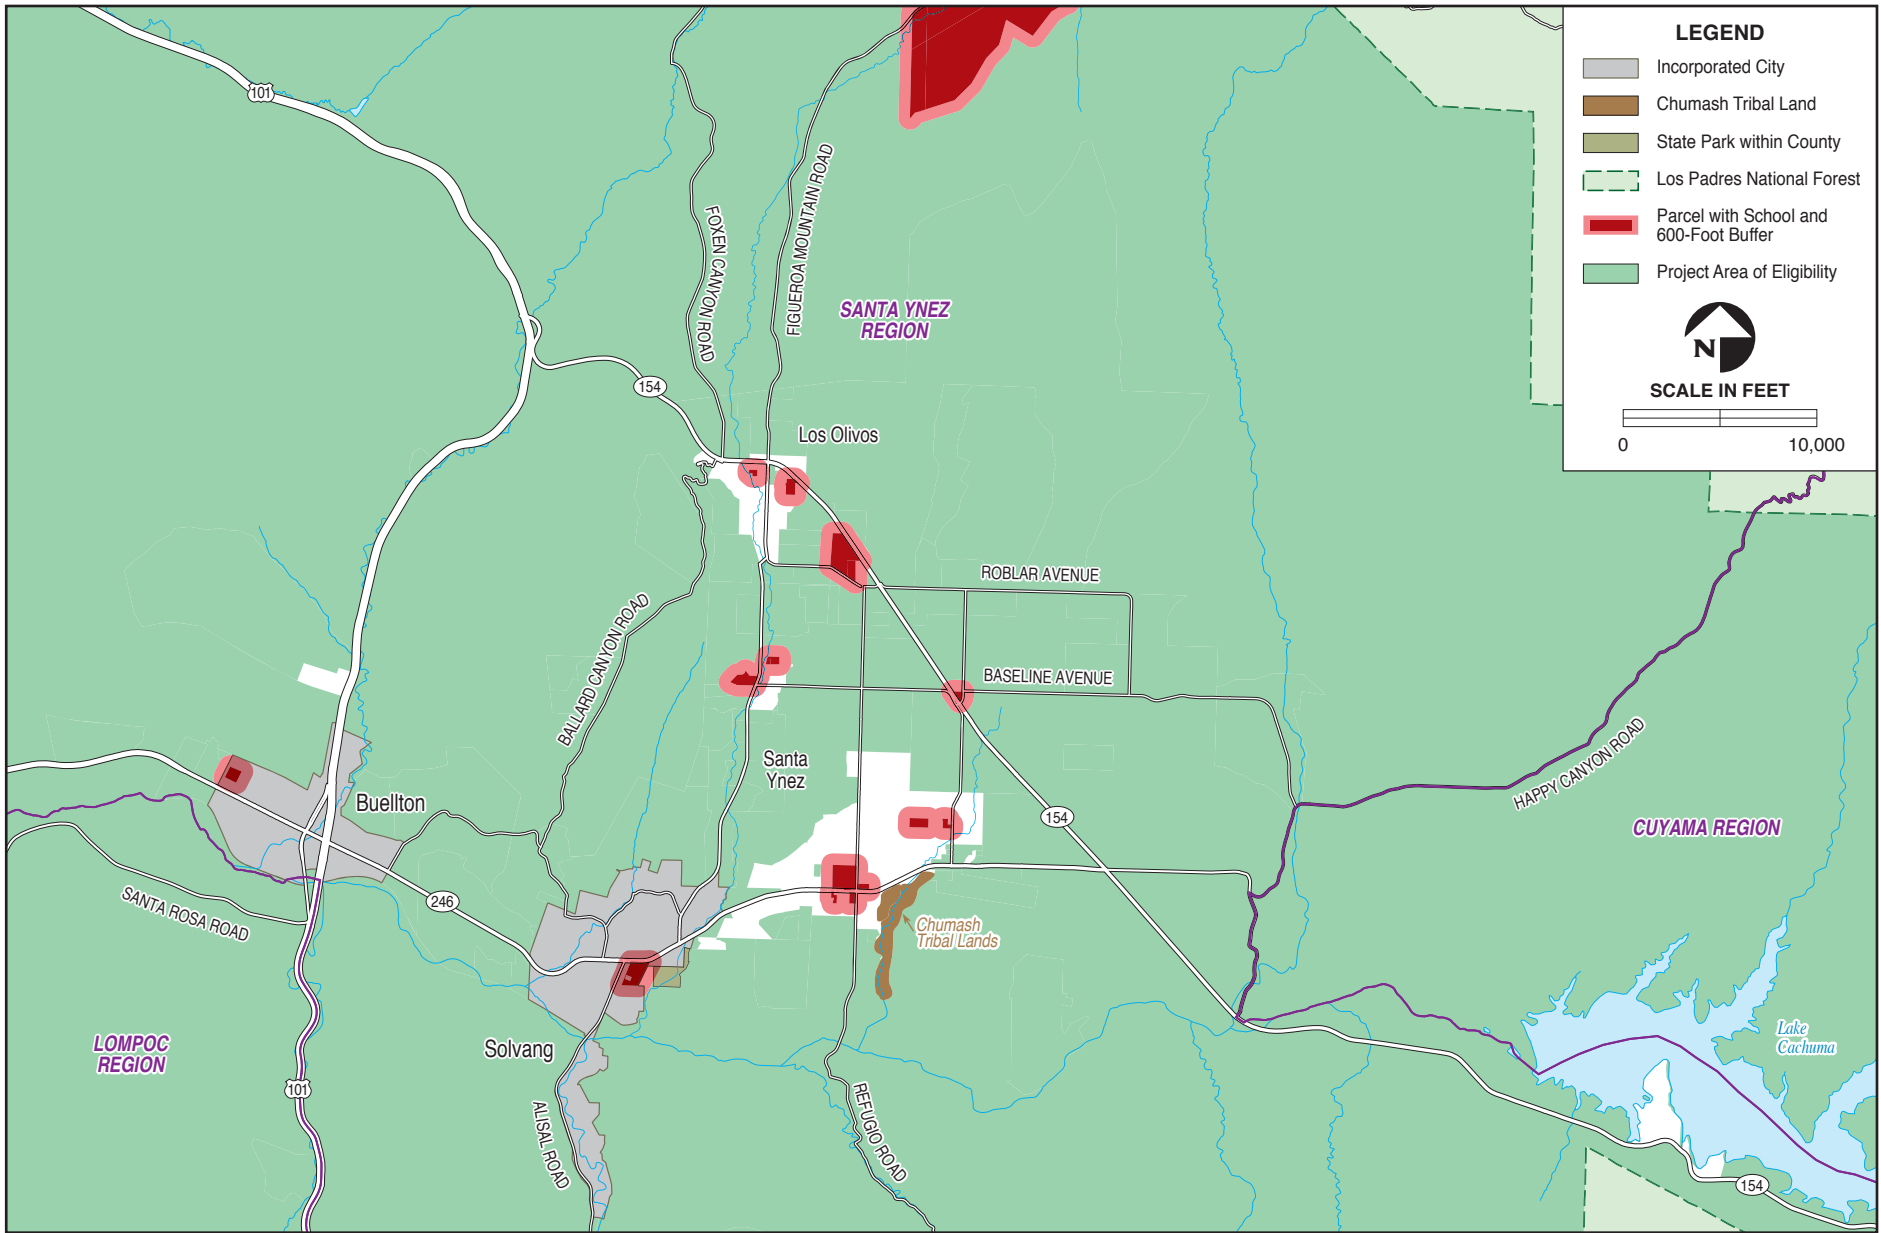 LEGEND
Incorporated City
Chumash Tribal Land
State Park within County
Los Padres National Forest
Parcel with School and
600-Foot Buffer
Project Area of Eligibility
N
SCALE IN FEET
0 10,000
101
FOXEN CANYON ROAD
FIGUEROA MOUNTAIN ROAD
SANTA YNEZ
REGION
154
Los Olivos
ROBLAR AVENUE
BALLARD CANYON ROAD
BASELINE AVENUE
Santa
Ynez
HAPPY CANYON ROAD
Buellton
154
CUYAMA REGION
SANTA ROSA ROAD
246
Chumash
Tribal Lands
LOMPOC
REGION
Solvang
Lake
Cachuma
101
ALISAL ROAD
REFUGIO ROAD
154